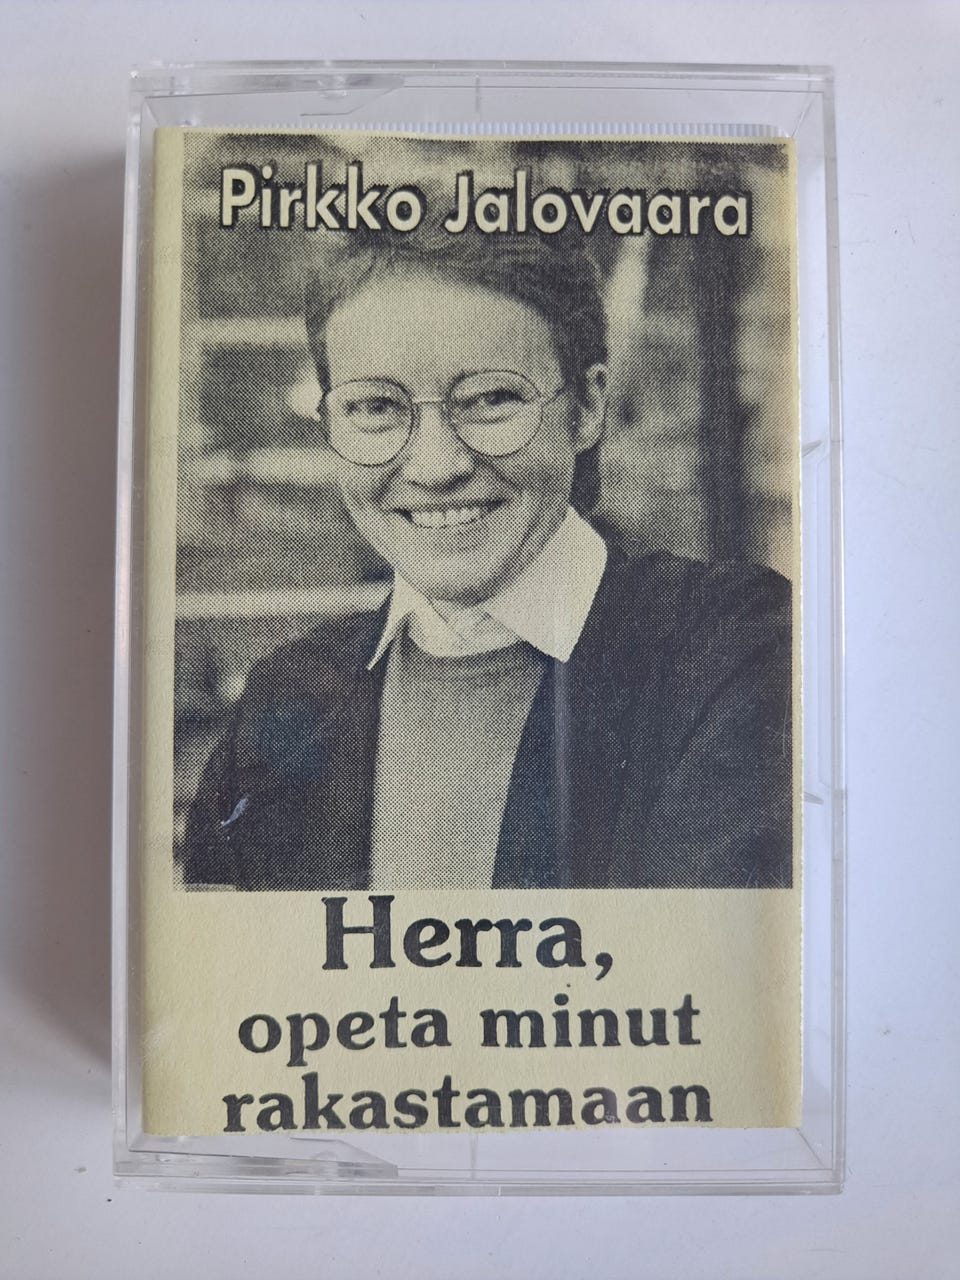 Pirkko Jalovaara
Herra,
opeta minut
rakastamaan